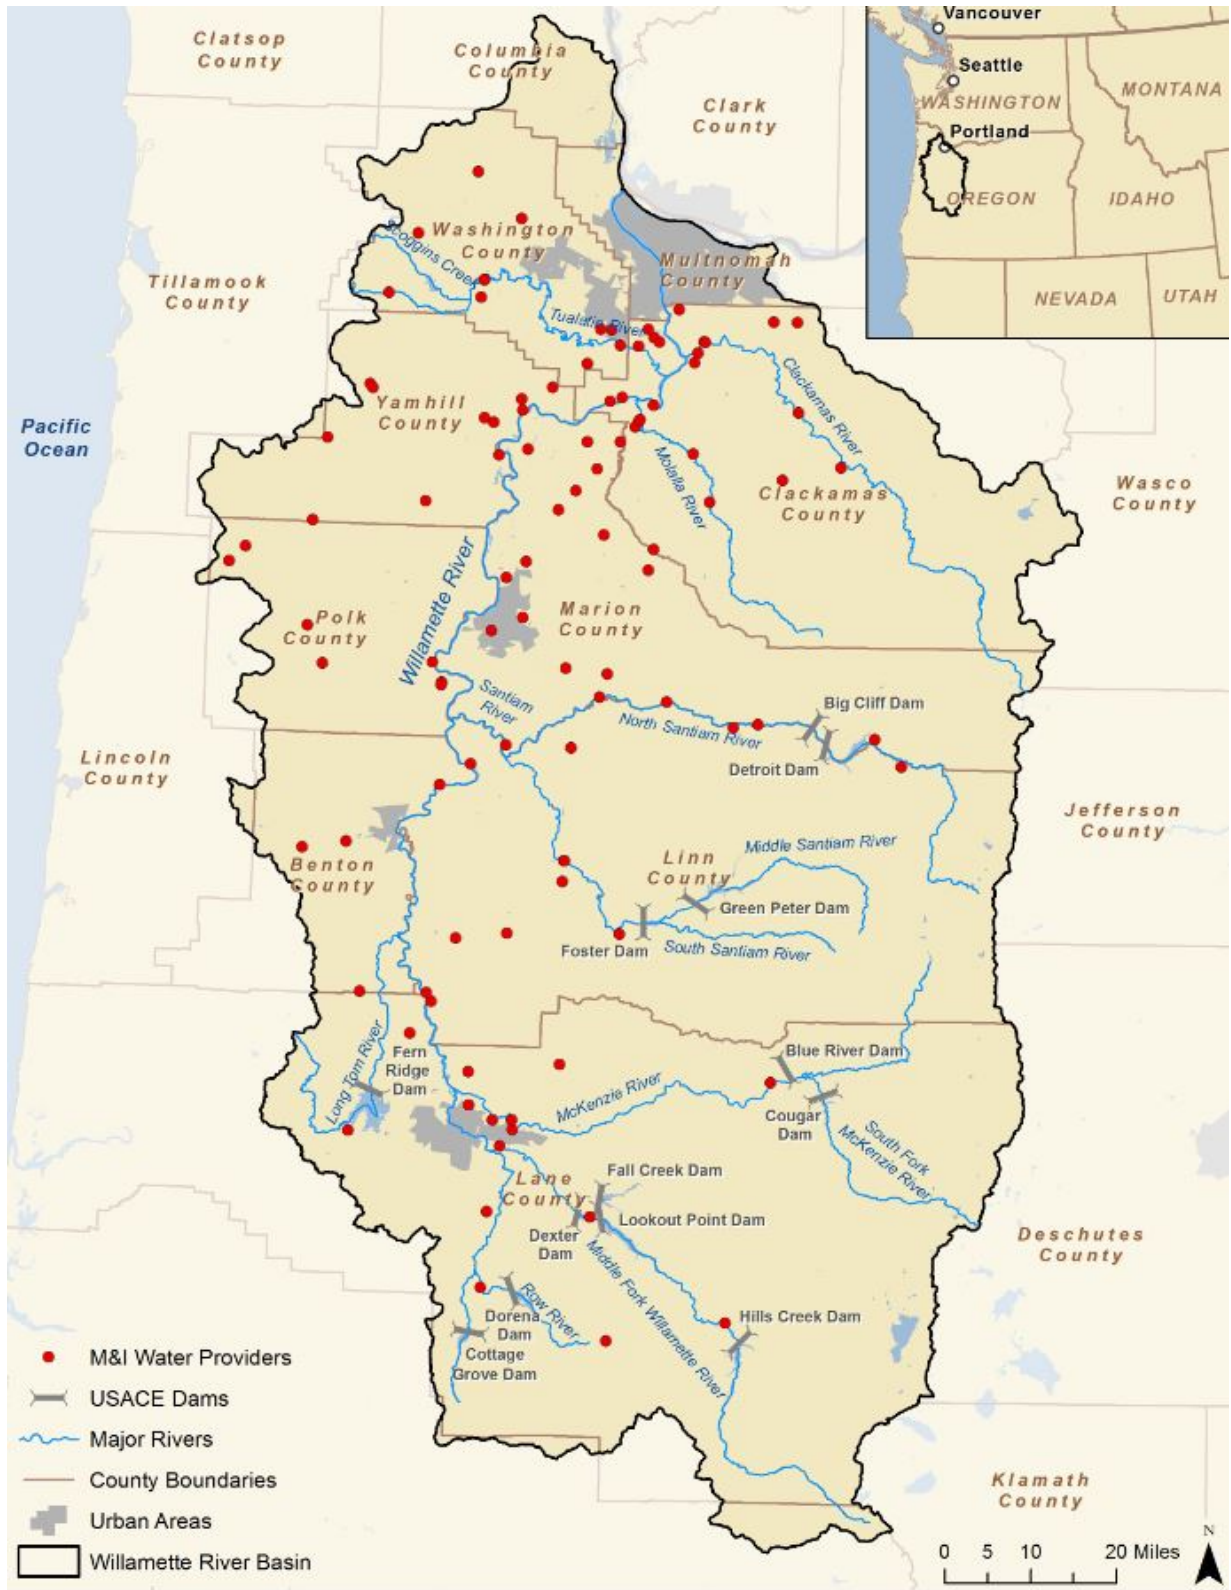 Clatsop
County
Columbia
County
Clark
County
Vancouver
Seattle
WASHINGTON
MONTANA
Portland
OREGON
IDAHO
NEVADA
UTAH
Scoggins Creek
Washington
County
Multnomah
County
Tillamook
County
Tualatin River
Clackamas River
Yamhill
County
Pacific
Ocean
Molalla River
Clackamas
County
Wasco
County
Willamette River
Polk
County
Marion
County
Santiam
River
North Santiam River
Big Cliff Dam
Detroit Dam
Lincoln
County
Jefferson
County
Middle Santiam River
Linn
County
Benton
County
Green Peter Dam
Foster Dam
South Santiam River
Long Tom River
Fern
Ridge
Dam
Blue River Dam
McKenzie River
Cougar
Dam
South Fork
McKenzie River
Lane
County
Fall Creek Dam
Lookout Point Dam
Dexter
Dam
Deschutes
County
Middle Fork Willamette River
Row River
Dorena
Dam
Hills Creek Dam
Cottage
Grove Dam
M&I Water Providers
USACE Dams
Major Rivers
County Boundaries
Urban Areas
Willamette River Basin
Klamath
County
N
0 5 10 20 Miles